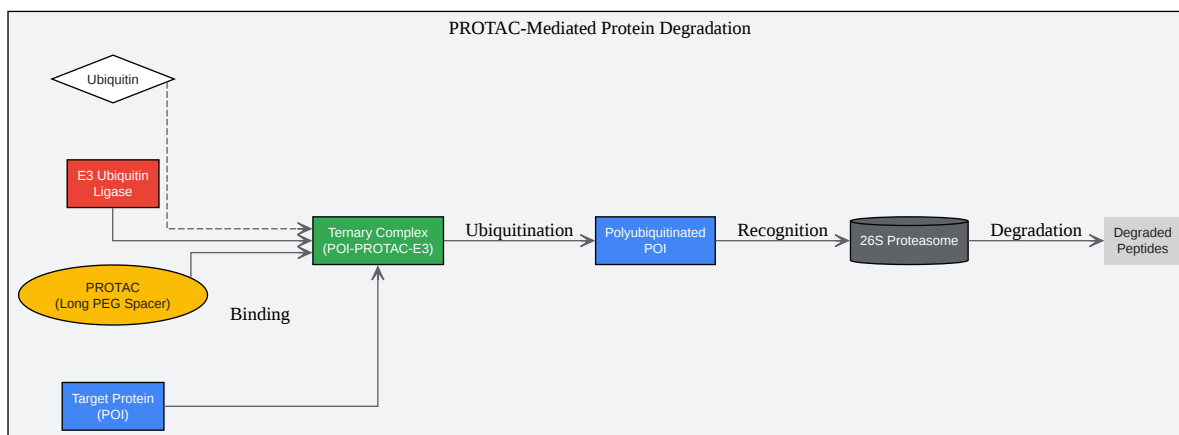 PROTAC-Mediated Protein Degradation
Ubiquitin
E3 Ubiquitin
Ligase
PROTAC
(Long PEG Spacer)
Binding
Target Protein
(POI)
Ternary Complex
(POI-PROTAC-E3)
Ubiquitination
Polyubiquitinated
POI
Recognition
26S Proteasome
Degradation
Degraded
Peptides